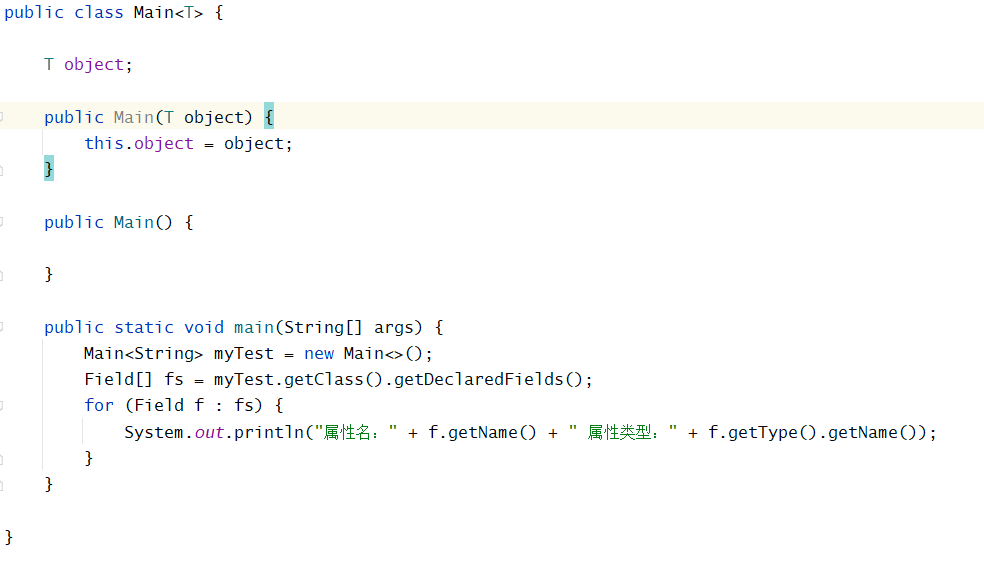 public class Main<T> {
T object;
public Main(T object) {
this.object = object;
}
public Main() {
}
public static void main(String[] args) {
Main<String> myTest = new Main<>();
Field[] fs = myTest.getClass().getDeclaredFields();
for (Field f : fs) {
System.out.println("属性名：" + f.getName() + " 属性类型：" + f.getType().getName());
}
}
}